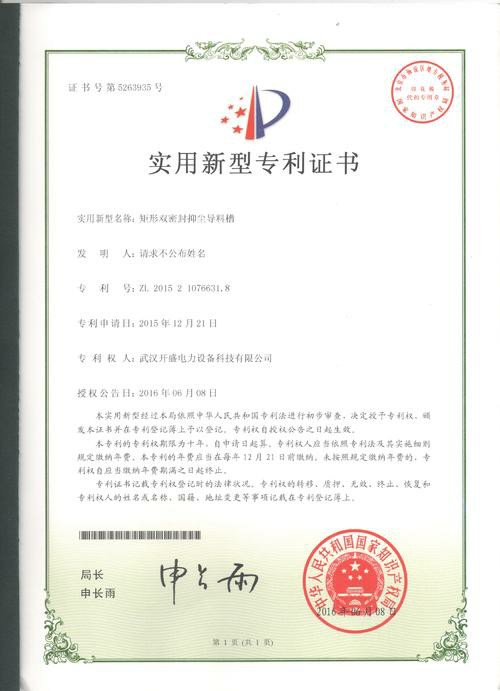 证书号第5263935号
实用新型专利证书
实用新型名称：矩形双密封抑尘导料槽
发明人：请求不公布姓名
专利号：ZL 2015 2 1076631.8
专利申请日：2015年12月21日
专利权人：武汉开盛电力设备科技有限公司
授权公告日：2016年06月08日
本实用新型经过本局依照中华人民共和国专利法进行初步审查，决定授予专利权，颁
发本证书并在专利登记簿上予以登记。专利权自授权公告之日起生效。
本专利的专利权期限为十年，自申请日起算。专利权人应当依照专利法及其实施细则
规定缴纳年费。本专利的年费应当在每年12月21日前缴纳。未按照规定缴纳年费的，专
利权自应当缴纳年费期满之日起终止。
专利证书记载专利权登记时的法律状况。专利权的转移、质押、无效、终止、恢复和
专利权人的姓名或名称、国籍、地址变更等事项记载在专利登记簿上。
局长
申长雨
申长雨
中华人民共和国国家知识产权局
2016年06月08日
第1页(共1页)